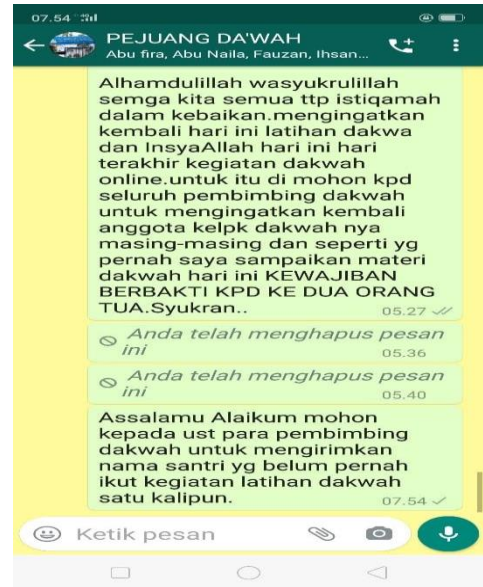 07.54
PEJUANG DA'WAH
Abu fira, Abu Naila, Fauzan, Ihsan...
Alhamdulillah wasyukrulillah
semga kita semua ttp istiqamah
dalam kebaikan.mengingatkan
kembali hari ini latihan dakwa
dan InsyaAllah hari ini hari
terakhir kegiatan dakwah
online.untuk itu di mohon kpd
seluruh pembimbing dakwah
untuk mengingatkan kembali
anggota kelpk dakwah nya
masing-masing dan seperti yg
pernah saya sampaikan materi
dakwah hari ini KEWAJIBAN
BERBAKTI KPD KE DUA ORANG
TUA.Syukran..
05.27
Anda telah menghapus pesan
ini
05.36
Anda telah menghapus pesan
ini
05.40
Assalamu Alaikum mohon
kepada ust para pembimbing
dakwah untuk mengirimkan
nama santri yg belum pernah
ikut kegiatan latihan dakwah
satu kalipun.
07.54
Ketik pesan